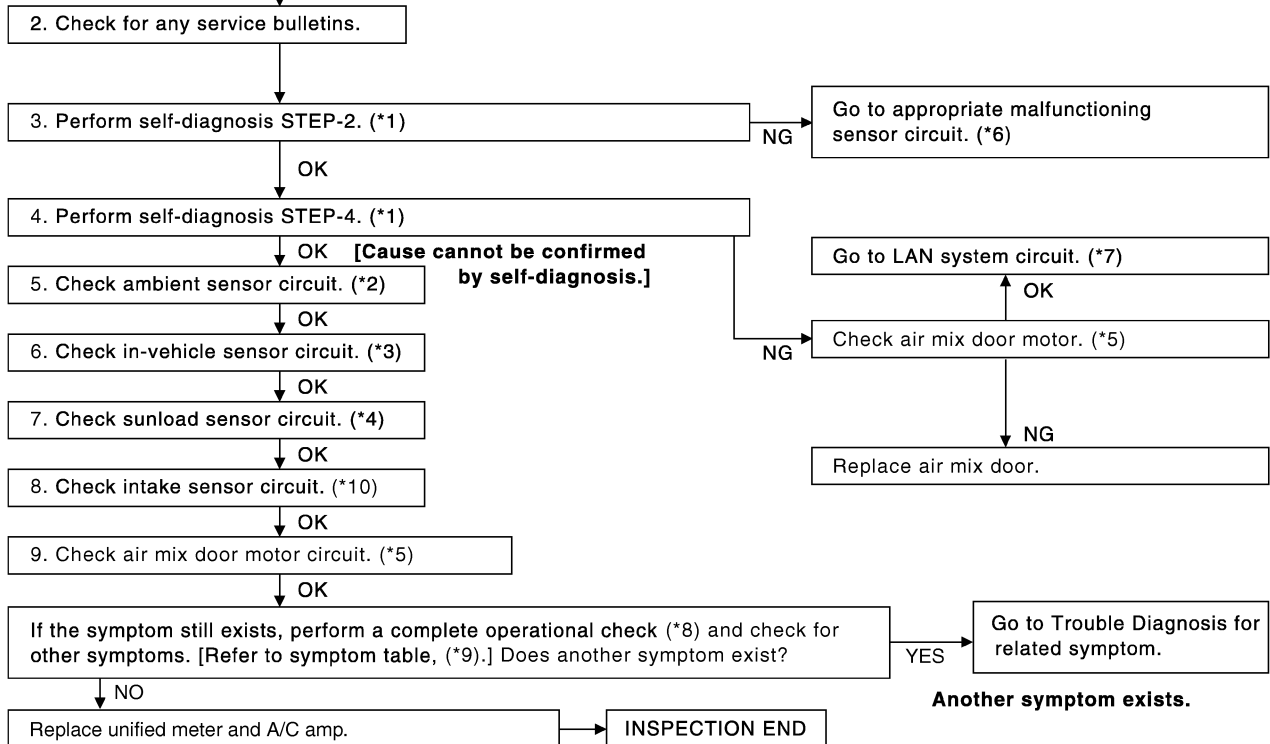 2. Check for any service bulletins.
3. Perform self-diagnosis STEP-2. (*1)
NG
Go to appropriate malfunctioning
sensor circuit. (*6)
OK
4. Perform self-diagnosis STEP-4. (*1)
OK
[Cause cannot be confirmed
by self-diagnosis.]
NG
Go to LAN system circuit. (*7)
OK
Check air mix door motor. (*5)
NG
Replace air mix door.
5. Check ambient sensor circuit. (*2)
OK
6. Check in-vehicle sensor circuit. (*3)
OK
7. Check sunload sensor circuit. (*4)
OK
8. Check intake sensor circuit. (*10)
OK
9. Check air mix door motor circuit. (*5)
OK
If the symptom still exists, perform a complete operational check (*8) and check for
other symptoms. [Refer to symptom table, (*9).] Does another symptom exist?
YES
Go to Trouble Diagnosis for
related symptom.
Another symptom exists.
NO
Replace unified meter and A/C amp.
INSPECTION END